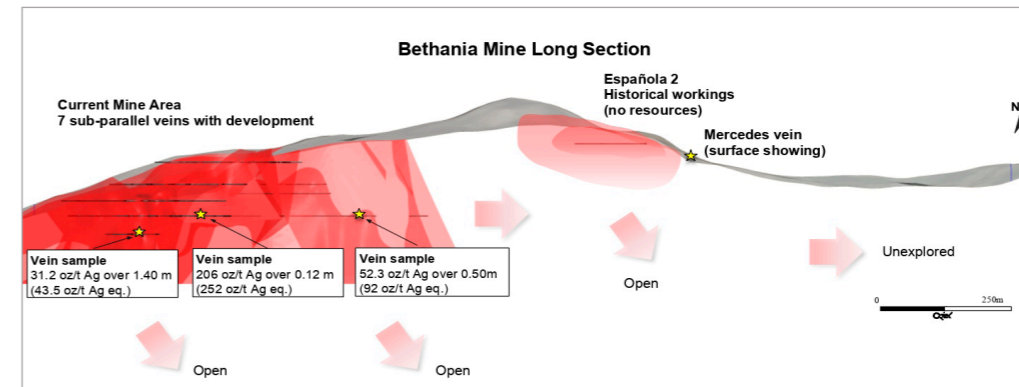 Bethania Mine Long Section
Current Mine Area
7 sub-parallel veins with development
Española 2
Historical workings
(no resources)
Mercedes vein
(surface showing)
N
Vein sample
31.2 oz/t Ag over 1.40 m
(43.5 oz/t Ag eq.)
Vein sample
206 oz/t Ag over 0.12 m
(252 oz/t Ag eq.)
Vein sample
52.3 oz/t Ag over 0.50m
(92 oz/t Ag eq.)
Unexplored
Open
0
250m
Open
Open